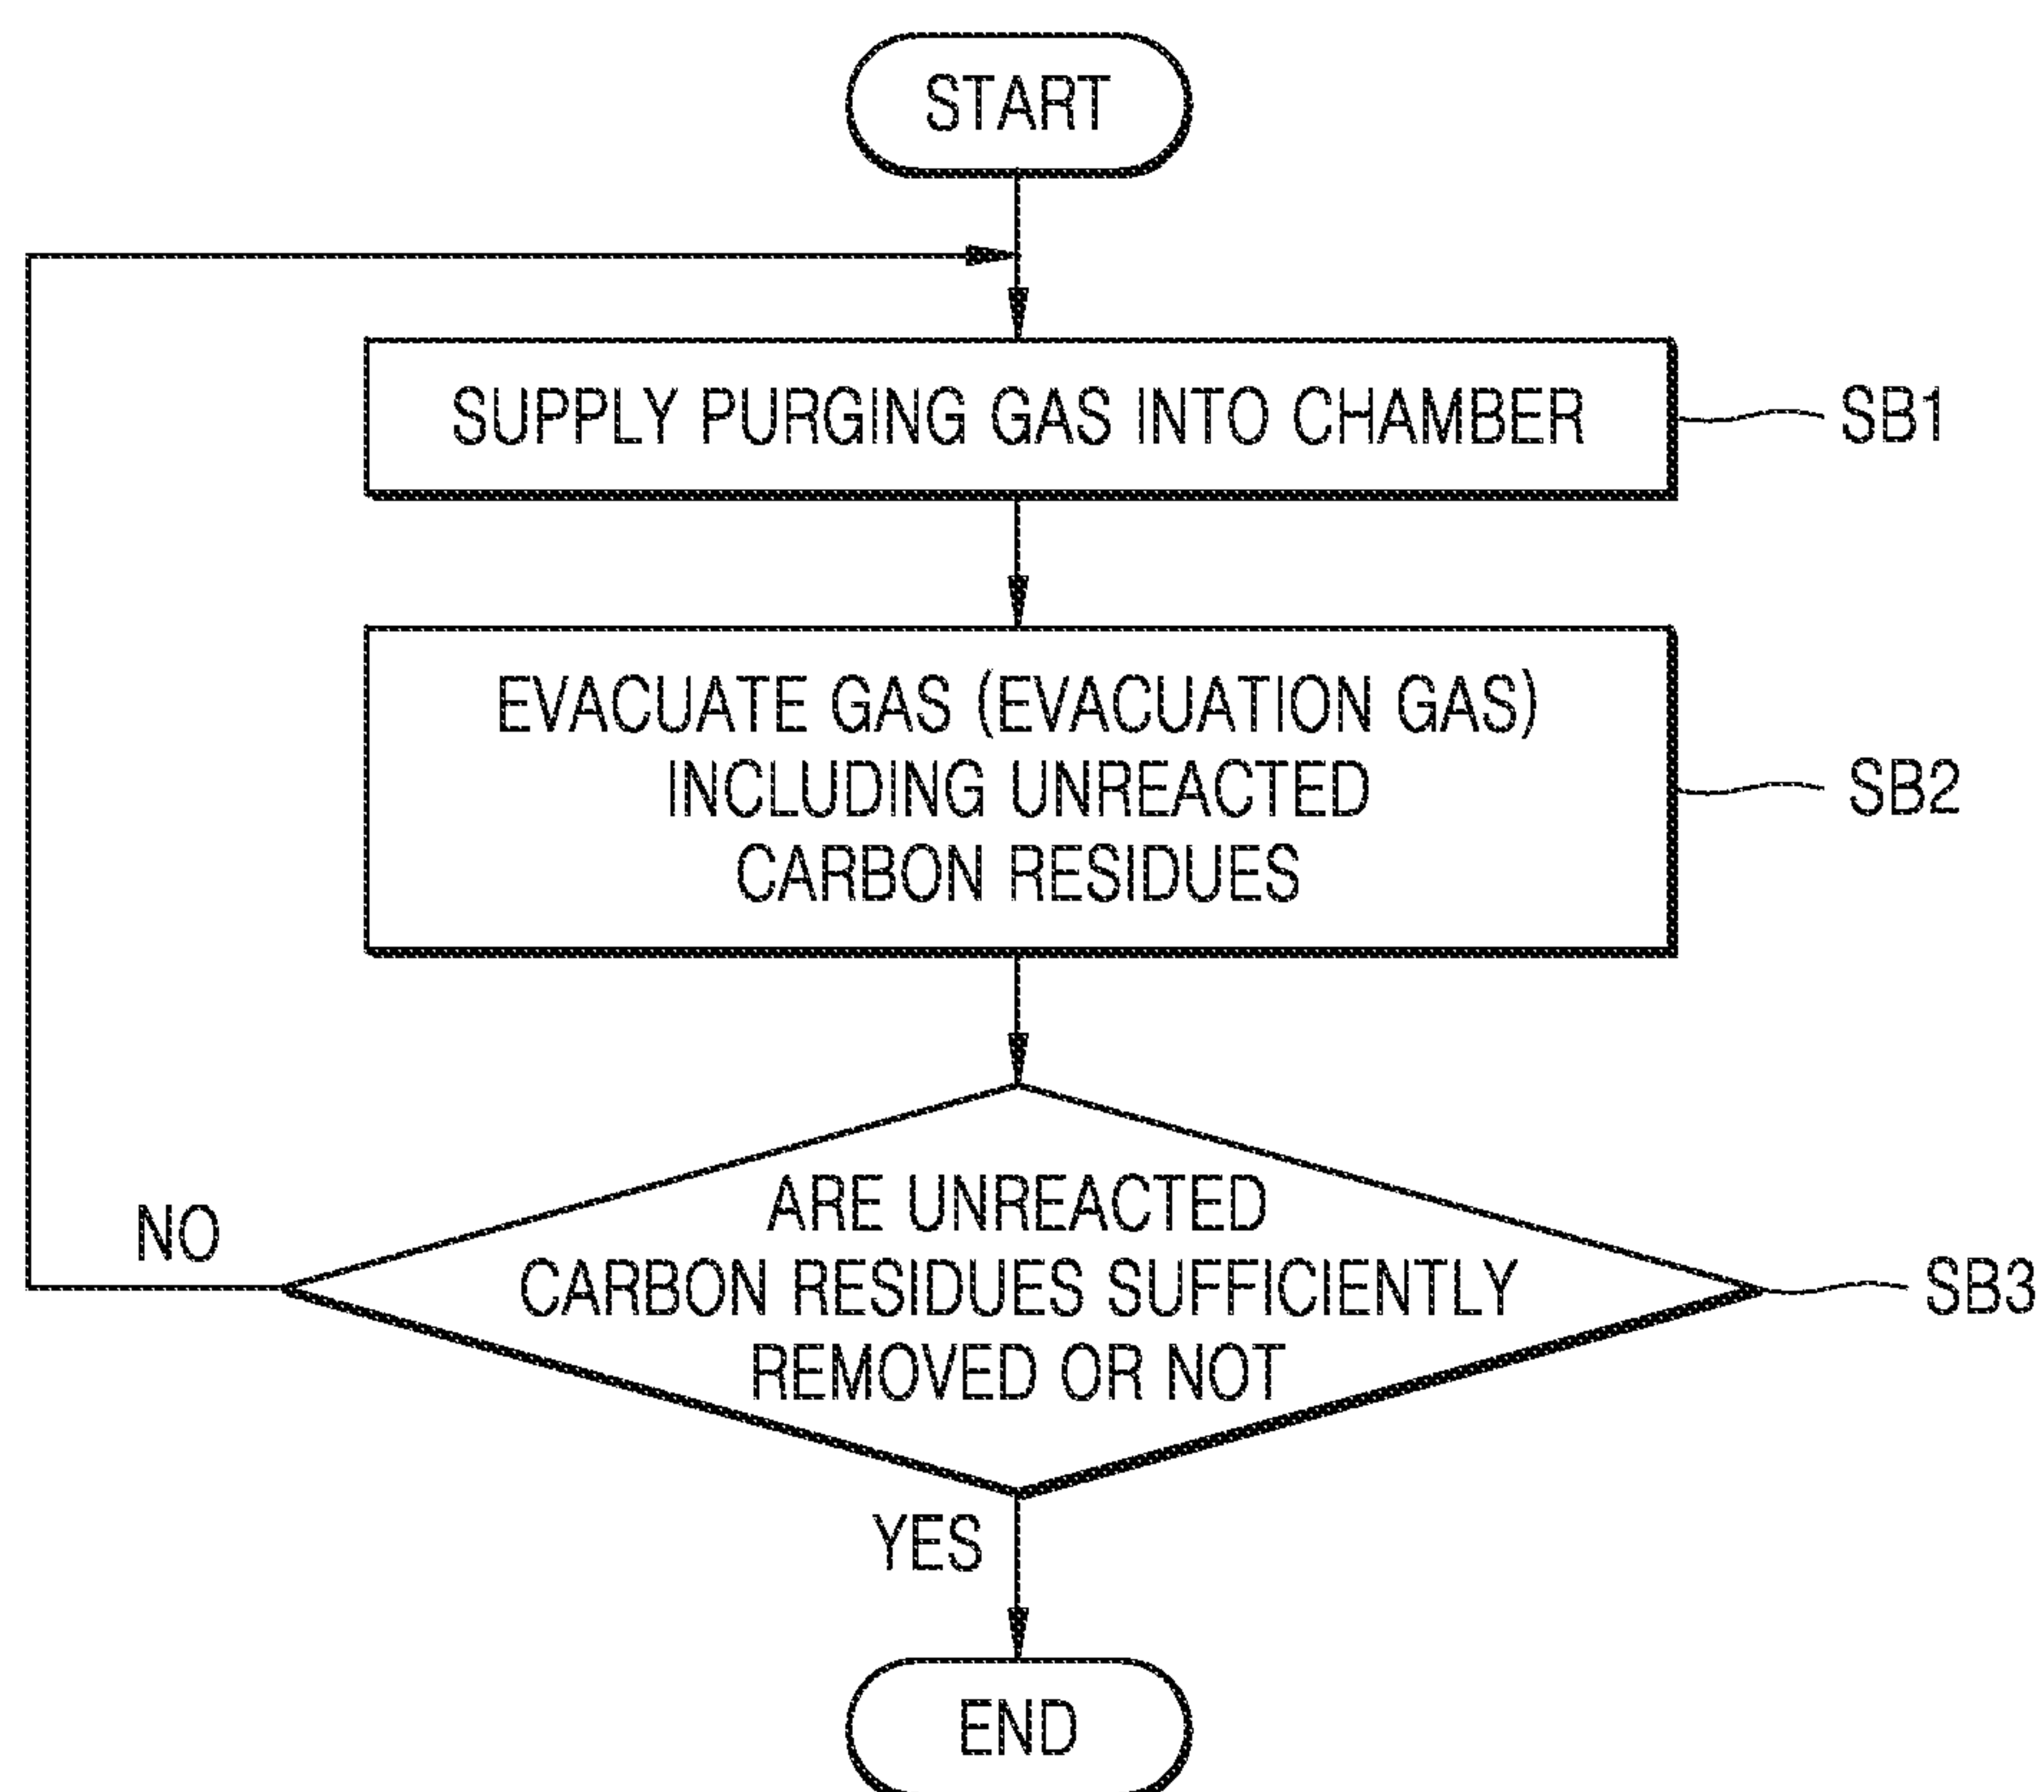 START
SUPPLY PURGING GAS INTO CHAMBER
SB1
EVACUATE GAS (EVACUATION GAS)
INCLUDING UNREACTED
CARBON RESIDUES
SB2
ARE UNREACTED
CARBON RESIDUES SUFFICIENTLY
REMOVED OR NOT
SB3
NO
YES
END